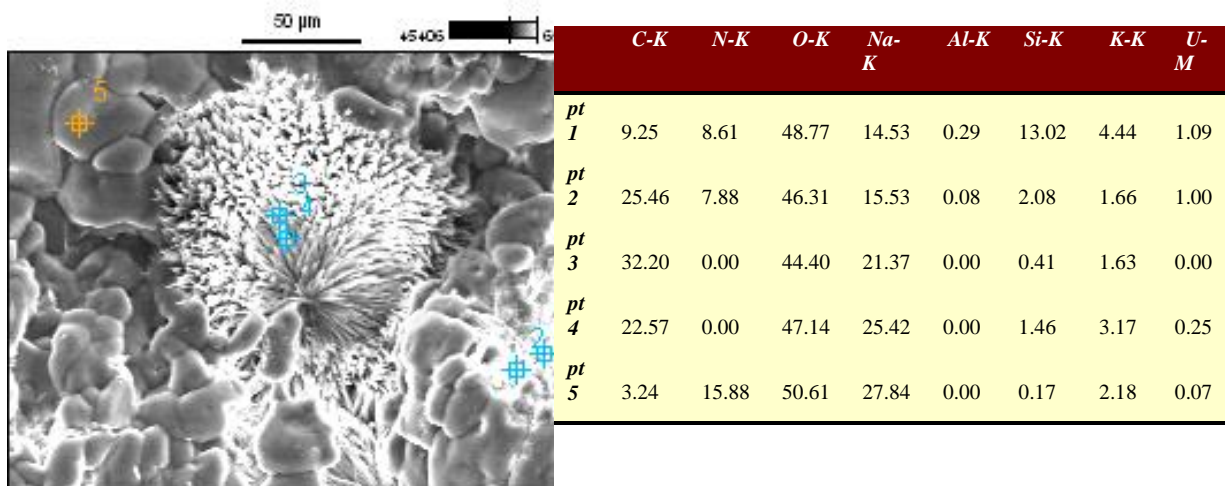 50 µm
45406
5
3
4
2
C-K N-K O-K Na-K Al-K Si-K K-K U-M
pt 1 9.25 8.61 48.77 14.53 0.29 13.02 4.44 1.09
pt 2 25.46 7.88 46.31 15.53 0.08 2.08 1.66 1.00
pt 3 32.20 0.00 44.40 21.37 0.00 0.41 1.63 0.00
pt 4 22.57 0.00 47.14 25.42 0.00 1.46 3.17 0.25
pt 5 3.24 15.88 50.61 27.84 0.00 0.17 2.18 0.07